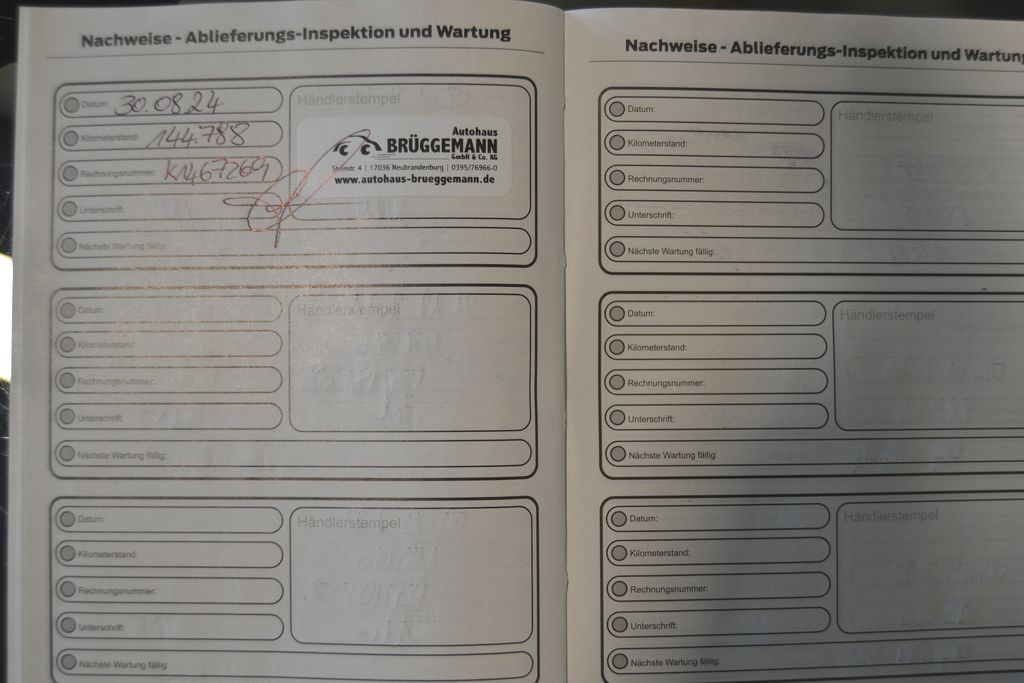 Nachweise - Ablieferungs-Inspektion und Wartung
Datum: 30.08.24
Kilometerstand: 144.788
Rechnungsnummer:
Unterschrift:
Nächste Wartung fällig:
Händlerstempel
Autohaus
BRÜGGEMANN
GmbH & Co. KG
Steinstr. 4 | 17036 Neubrandenburg | 0395/76966-0
www.autohaus-brueggemann.de
Datum:
Kilometerstand:
Rechnungsnummer:
Unterschrift:
Nächste Wartung fällig:
Händlerstempel
Datum:
Kilometerstand:
Rechnungsnummer:
Unterschrift:
Nächste Wartung fällig:
Händlerstempel
Nachweise - Ablieferungs-Inspektion und Wartung
Datum:
Kilometerstand:
Rechnungsnummer:
Unterschrift:
Nächste Wartung fällig:
Händlerstempel
Datum:
Kilometerstand:
Rechnungsnummer:
Unterschrift:
Nächste Wartung fällig:
Händlerstempel
Datum:
Kilometerstand:
Rechnungsnummer:
Unterschrift:
Nächste Wartung fällig:
Händlerstempel